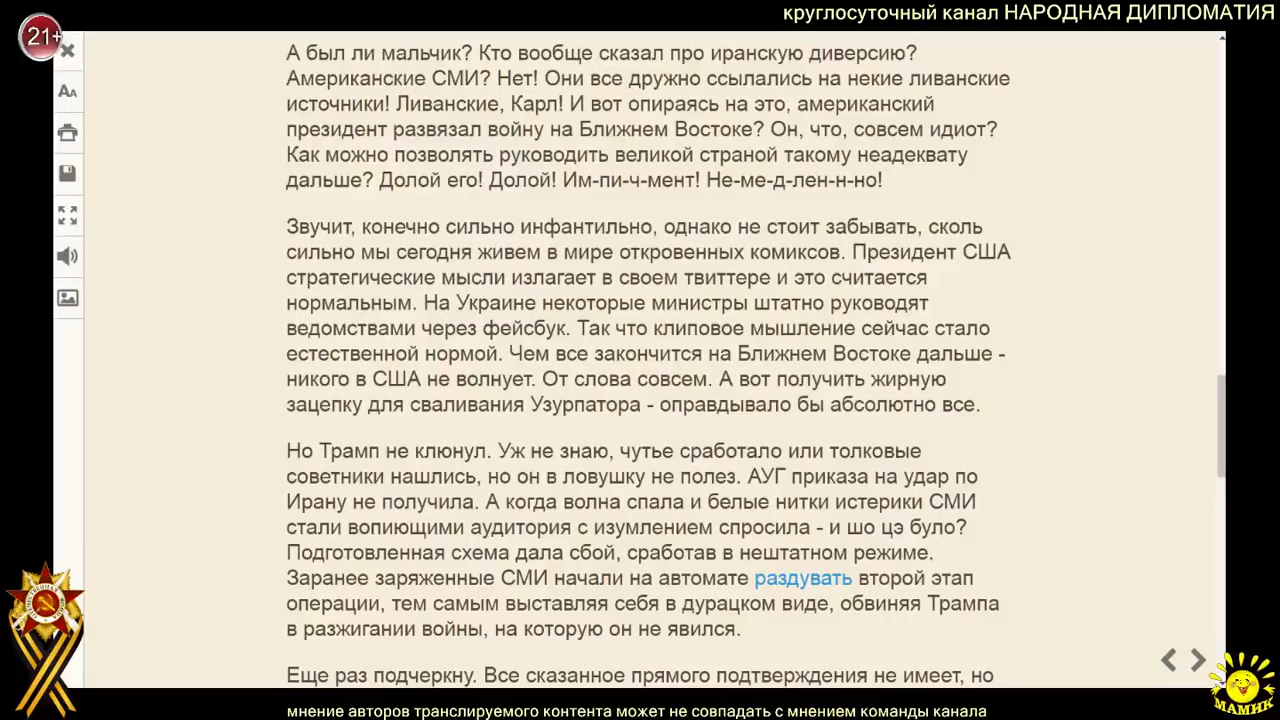 круглосуточный канал НАРОДНАЯ ДИПЛОМАТИЯ
21+
А был ли мальчик? Кто вообще сказал про иранскую диверсию?
Американские СМИ? Нет! Они все дружно ссылались на некие ливанские
источники! Ливанские, Карл! И вот опираясь на это, американский
президент развязал войну на Ближнем Востоке? Он, что, совсем идиот?
Как можно позволять руководить великой страной такому неадеквату
дальше? Долой его! Долой! Им-пи-ч-мент! Не-ме-д-лен-н-но!
Звучит, конечно сильно инфантильно, однако не стоит забывать, сколь
сильно мы сегодня живем в мире откровенных комиксов. Президент США
стратегические мысли излагает в своем твиттере и это считается
нормальным. На Украине некоторые министры штатно руководят
ведомствами через фейсбук. Так что клиповое мышление сейчас стало
естественной нормой. Чем все закончится на Ближнем Востоке дальше -
никого в США не волнует. От слова совсем. А вот получить жирную
зацепку для сваливания Узурпатора - оправдывало бы абсолютно все.
Но Трамп не клюнул. Уж не знаю, чутье сработало или толковые
советники нашлись, но он в ловушку не полез. АУГ приказа на удар по
Ирану не получила. А когда волна спала и белые нитки истерики СМИ
стали вопиющими аудитория с изумлением спросила - и шо цэ було?
Подготовленная схема дала сбой, сработав в нештатном режиме.
Заранее заряженные СМИ начали на автомате раздувать второй этап
операции, тем самым выставляя себя в дурацком виде, обвиняя Трампа
в разжигании войны, на которую он не явился.
Еще раз подчеркну. Все сказанное прямого подтверждения не имеет, но
МАМИК
мнение авторов транслируемого контента может не совпадать с мнением команды канала